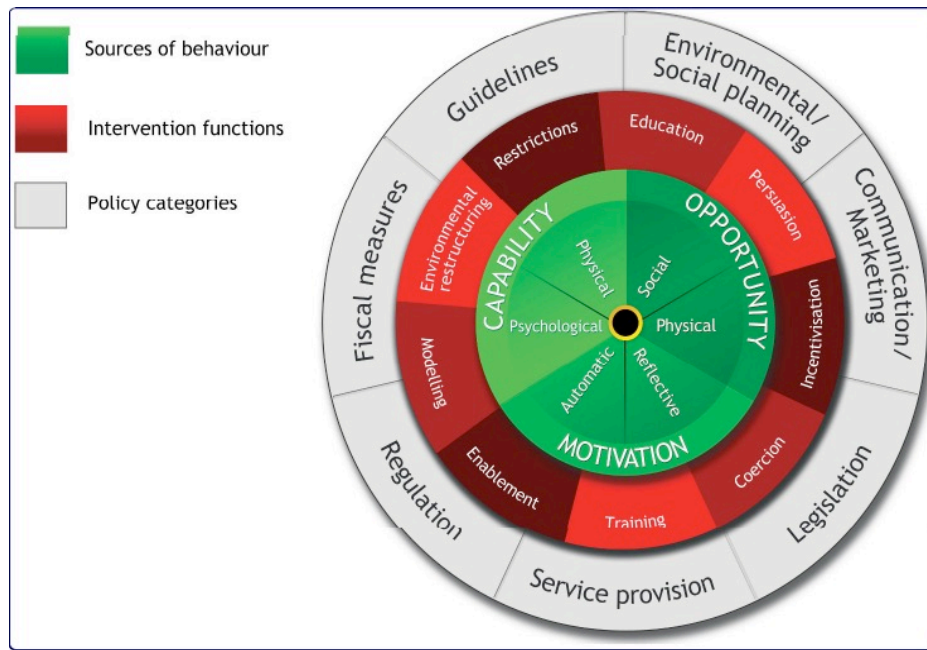 Sources of behaviour
Intervention functions
Policy categories
Guidelines
Environmental/
Social planning
Communication/
Marketing
Legislation
Service provision
Regulation
Fiscal measures
Restrictions
Education
Persuasion
Incentivisation
Coercion
Training
Enablement
Modelling
Environmental
restructuring
CAPABILITY
OPPORTUNITY
MOTIVATION
Physical
Social
Psychological
Physical
Automatic
Reflective